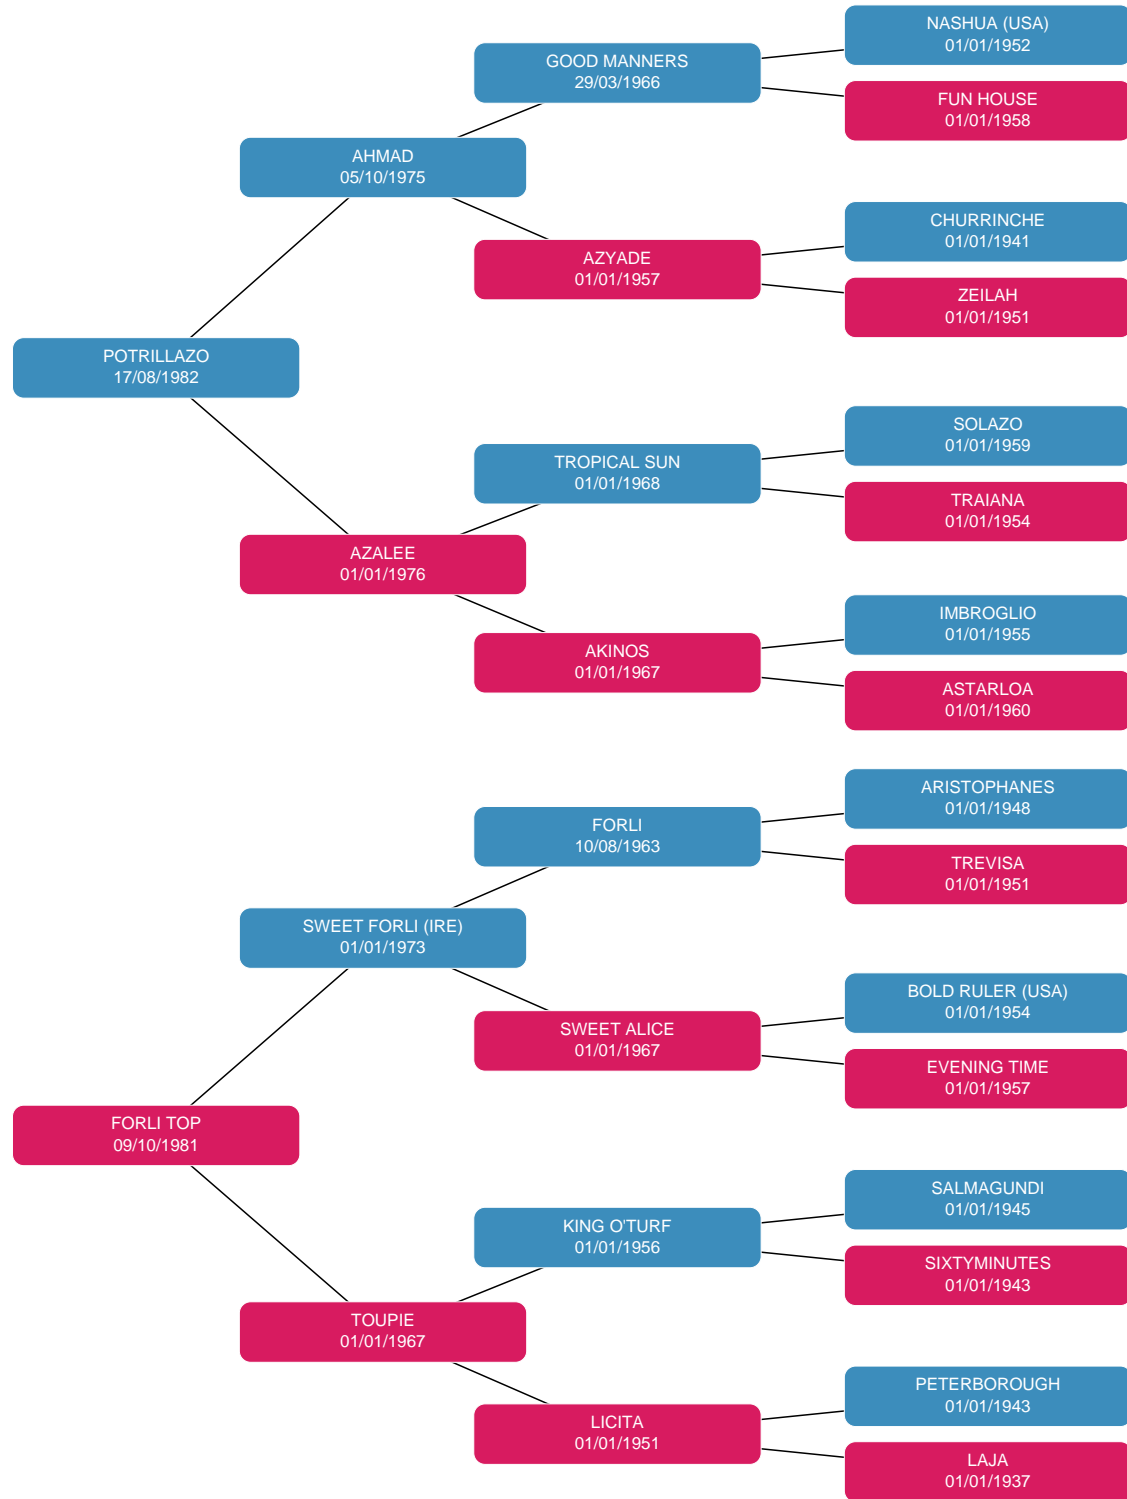 NASHUA (USA)
01/01/1952
GOOD MANNERS
29/03/1966
FUN HOUSE
01/01/1958
AHMAD
05/10/1975
CHURRINCHE
01/01/1941
AZYADE
01/01/1957
ZEILAH
01/01/1951
POTRILLAZO
17/08/1982
SOLAZO
01/01/1959
TROPICAL SUN
01/01/1968
TRAIANA
01/01/1954
AZALEE
01/01/1976
IMBROGLIO
01/01/1955
AKINOS
01/01/1967
ASTARLOA
01/01/1960
ARISTOPHANES
01/01/1948
FORLI
10/08/1963
TREVISA
01/01/1951
SWEET FORLI (IRE)
01/01/1973
BOLD RULER (USA)
01/01/1954
SWEET ALICE
01/01/1967
EVENING TIME
01/01/1957
FORLI TOP
09/10/1981
SALMAGUNDI
01/01/1945
KING O'TURF
01/01/1956
SIXTYMINUTES
01/01/1943
TOUPIE
01/01/1967
PETERBOROUGH
01/01/1943
LICITA
01/01/1951
LAJA
01/01/1937